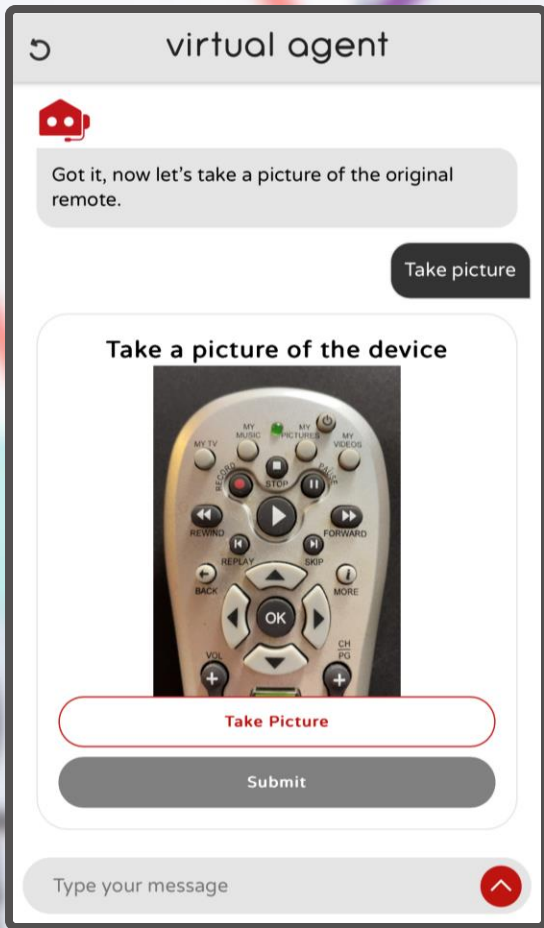 virtual agent
Got it, now let's take a picture of the original
remote.
Take picture
Take a picture of the device
MY TV
MY
MUSIC
MY
PICTURES
MY
VIDEOS
RECORD
STOP
PAUSE
REWIND
FORWARD
REPLAY
SKIP
BACK
i
MORE
OK
VOL
+
CH
PG
+
Take Picture
Submit
Type your message